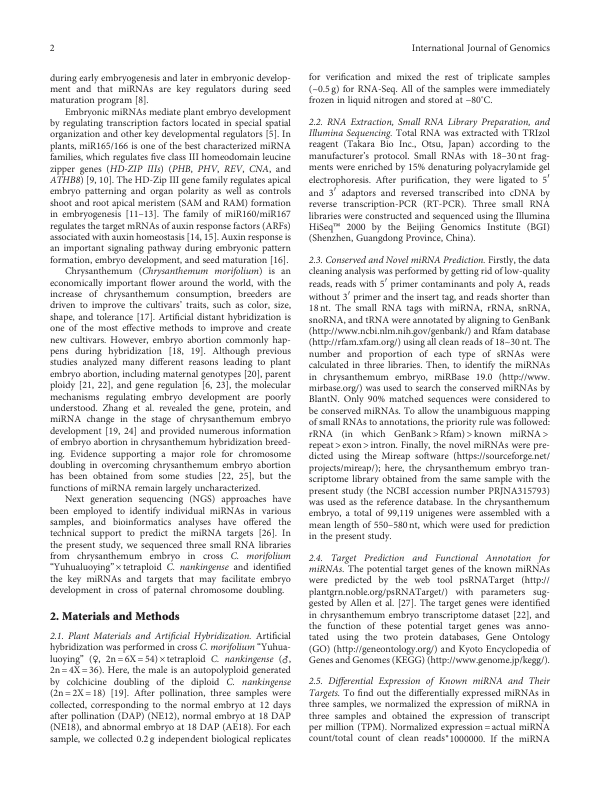 2
International Journal of Genomics
during early embryogenesis and later in embryonic develop-
ment and that miRNAs are key regulators during seed
maturation program [8].
Embryonic miRNAs mediate plant embryo development
by regulating transcription factors located in special spatial
organization and other key developmental regulators [5]. In
plants, miR165/166 is one of the best characterized miRNA
families, which regulates five class III homeodomain leucine
zipper genes (HD-ZIP IIIs) (PHB, PHV, REV, CNA, and
ATHB8) [9, 10]. The HD-Zip III gene family regulates apical
embryo patterning and organ polarity as well as controls
shoot and root apical meristem (SAM and RAM) formation
in embryogenesis [11–13]. The family of miR160/miR167
regulates the target mRNAs of auxin response factors (ARFs)
associated with auxin homeostasis [14, 15]. Auxin response is
an important signaling pathway during embryonic pattern
formation, embryo development, and seed maturation [16].
Chrysanthemum (Chrysanthemum morifolium) is an
economically important flower around the world, with the
increase of chrysanthemum consumption, breeders are
driven to improve the cultivars' traits, such as color, size,
shape, and tolerance [17]. Artificial distant hybridization is
one of the most effective methods to improve and create
new cultivars. However, embryo abortion commonly hap-
pens during hybridization [18, 19]. Although previous
studies analyzed many different reasons leading to plant
embryo abortion, including maternal genotypes [20], parent
ploidy [21, 22], and gene regulation [6, 23], the molecular
mechanisms regulating embryo development are poorly
understood. Zhang et al. revealed the gene, protein, and
miRNA change in the stage of chrysanthemum embryo
development [19, 24] and provided numerous information
of embryo abortion in chrysanthemum hybridization breed-
ing. Evidence supporting a major role for chromosome
doubling in overcoming chrysanthemum embryo abortion
has been obtained from some studies [22, 25], but the
functions of miRNA remain largely uncharacterized.
Next generation sequencing (NGS) approaches have
been employed to identify individual miRNAs in various
samples, and bioinformatics analyses have offered the
technical support to predict the miRNA targets [26]. In
the present study, we sequenced three small RNA libraries
from chrysanthemum embryo in cross C. morifolium
“Yuhualuoying” × tetraploid C. nankingense and identified
the key miRNAs and targets that may facilitate embryo
development in cross of paternal chromosome doubling.
2. Materials and Methods
2.1. Plant Materials and Artificial Hybridization. Artificial
hybridization was performed in cross C. morifolium “Yuhua-
luoying” (♀, 2n = 6X = 54) × tetraploid C. nankingense (♂,
2n = 4X = 36). Here, the male is an autopolyploid generated
by colchicine doubling of the diploid C. nankingense
(2n = 2X = 18) [19]. After pollination, three samples were
collected, corresponding to the normal embryo at 12 days
after pollination (DAP) (NE12), normal embryo at 18 DAP
(NE18), and abnormal embryo at 18 DAP (AE18). For each
sample, we collected 0.2 g independent biological replicates
for verification and mixed the rest of triplicate samples
(~0.5 g) for RNA-Seq. All of the samples were immediately
frozen in liquid nitrogen and stored at −80°C.
2.2. RNA Extraction, Small RNA Library Preparation, and
Illumina Sequencing. Total RNA was extracted with TRIzol
reagent (Takara Bio Inc., Otsu, Japan) according to the
manufacturer's protocol. Small RNAs with 18–30 nt frag-
ments were enriched by 15% denaturing polyacrylamide gel
electrophoresis. After purification, they were ligated to 5′
and 3′ adaptors and reversed transcribed into cDNA by
reverse transcription-PCR (RT-PCR). Three small RNA
libraries were constructed and sequenced using the Illumina
HiSeq™ 2000 by the Beijing Genomics Institute (BGI)
(Shenzhen, Guangdong Province, China).
2.3. Conserved and Novel miRNA Prediction. Firstly, the data
cleaning analysis was performed by getting rid of low-quality
reads, reads with 5′ primer contaminants and poly A, reads
without 3′ primer and the insert tag, and reads shorter than
18 nt. The small RNA tags with miRNA, rRNA, snRNA,
snoRNA, and tRNA were annotated by aligning to GenBank
(http://www.ncbi.nlm.nih.gov/genbank/) and Rfam database
(http://rfam.xfam.org/) using all clean reads of 18–30 nt. The
number and proportion of each type of sRNAs were
calculated in three libraries. Then, to identify the miRNAs
in chrysanthemum embryo, miRBase 19.0 (http://www.
mirbase.org/) was used to search the conserved miRNAs by
BlantN. Only 90% matched sequences were considered to
be conserved miRNAs. To allow the unambiguous mapping
of small RNAs to annotations, the priority rule was followed:
rRNA (in which GenBank > Rfam) > known miRNA >
repeat > exon > intron. Finally, the novel miRNAs were pre-
dicted using the Mireap software (https://sourceforge.net/
projects/mireap/); here, the chrysanthemum embryo tran-
scriptome library obtained from the same sample with the
present study (the NCBI accession number PRJNA315793)
was used as the reference database. In the chrysanthemum
embryo, a total of 99,119 unigenes were assembled with a
mean length of 550–580 nt, which were used for prediction
in the present study.
2.4. Target Prediction and Functional Annotation for
miRNAs. The potential target genes of the known miRNAs
were predicted by the web tool psRNATarget (http://
plantgrn.noble.org/psRNATarget/) with parameters sug-
gested by Allen et al. [27]. The target genes were identified
in chrysanthemum embryo transcriptome dataset [22], and
the function of these potential target genes was anno-
tated using the two protein databases, Gene Ontology
(GO) (http://geneontology.org/) and Kyoto Encyclopedia of
Genes and Genomes (KEGG) (http://www.genome.jp/kegg/).
2.5. Differential Expression of Known miRNA and Their
Targets. To find out the differentially expressed miRNAs in
three samples, we normalized the expression of miRNA in
three samples and obtained the expression of transcript
per million (TPM). Normalized expression = actual miRNA
count/total count of clean reads*1000000. If the miRNA